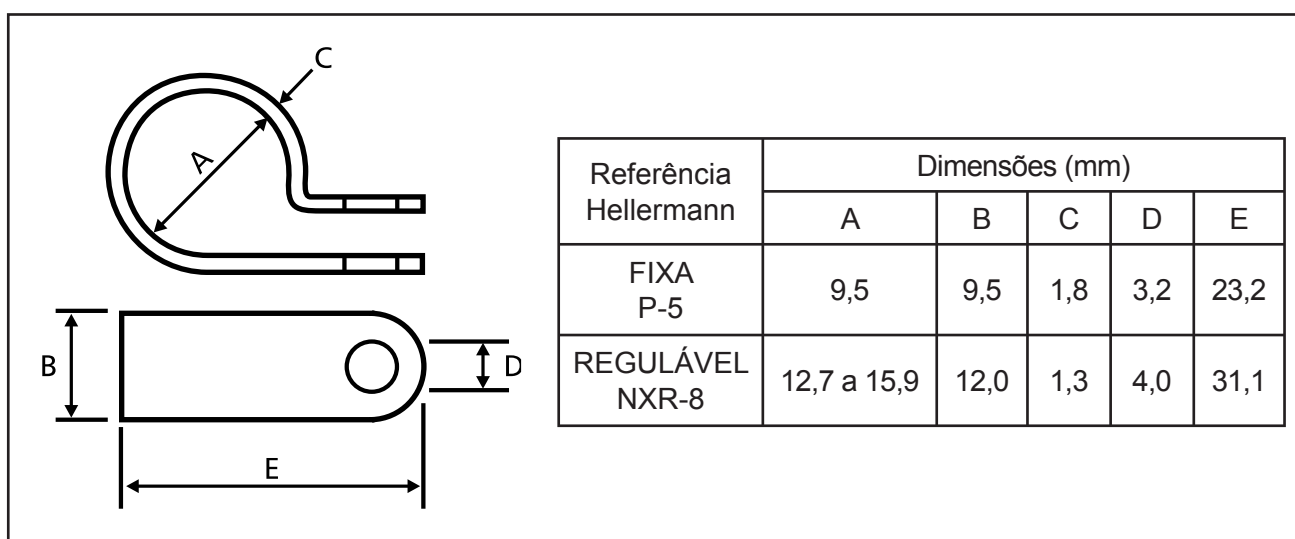 C
A
B
D
E
Referência
Hellermann
Dimensões (mm)
A B C D E
FIXA
P-5
9,5 9,5 1,8 3,2 23,2
REGULÁVEL
NXR-8
12,7 a 15,9 12,0 1,3 4,0 31,1